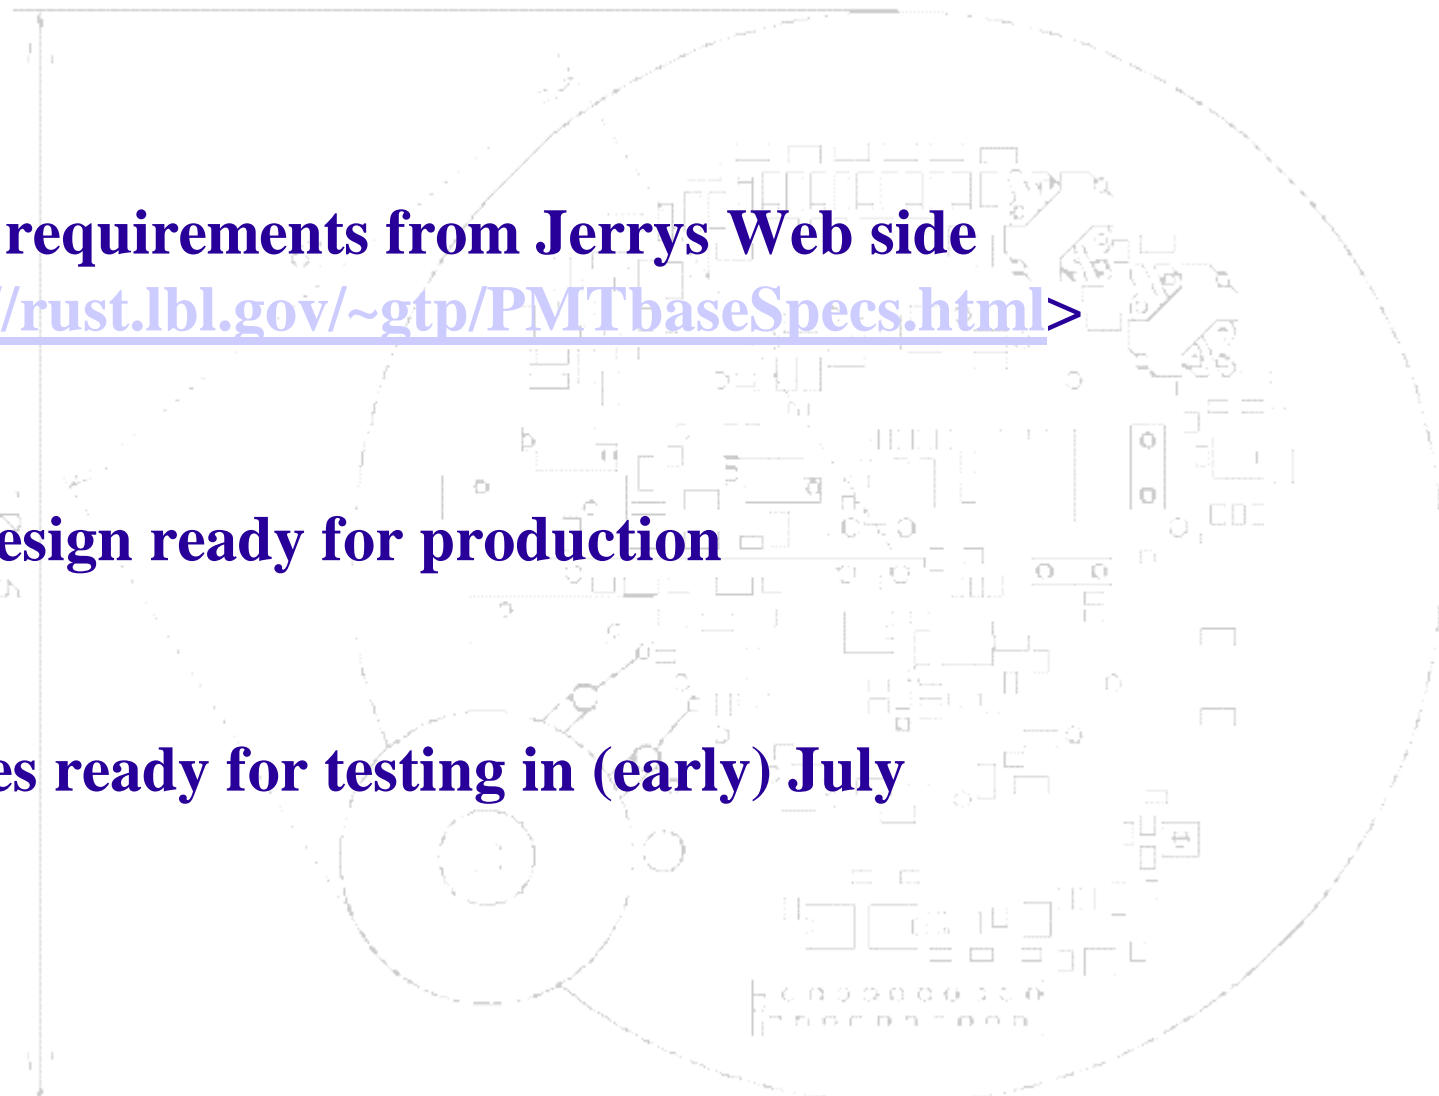 requirements from Jerrys Web side
//rust.lbl.gov/~gtp/PMTbaseSpecs.html>
esign ready for production
es ready for testing in (early) July